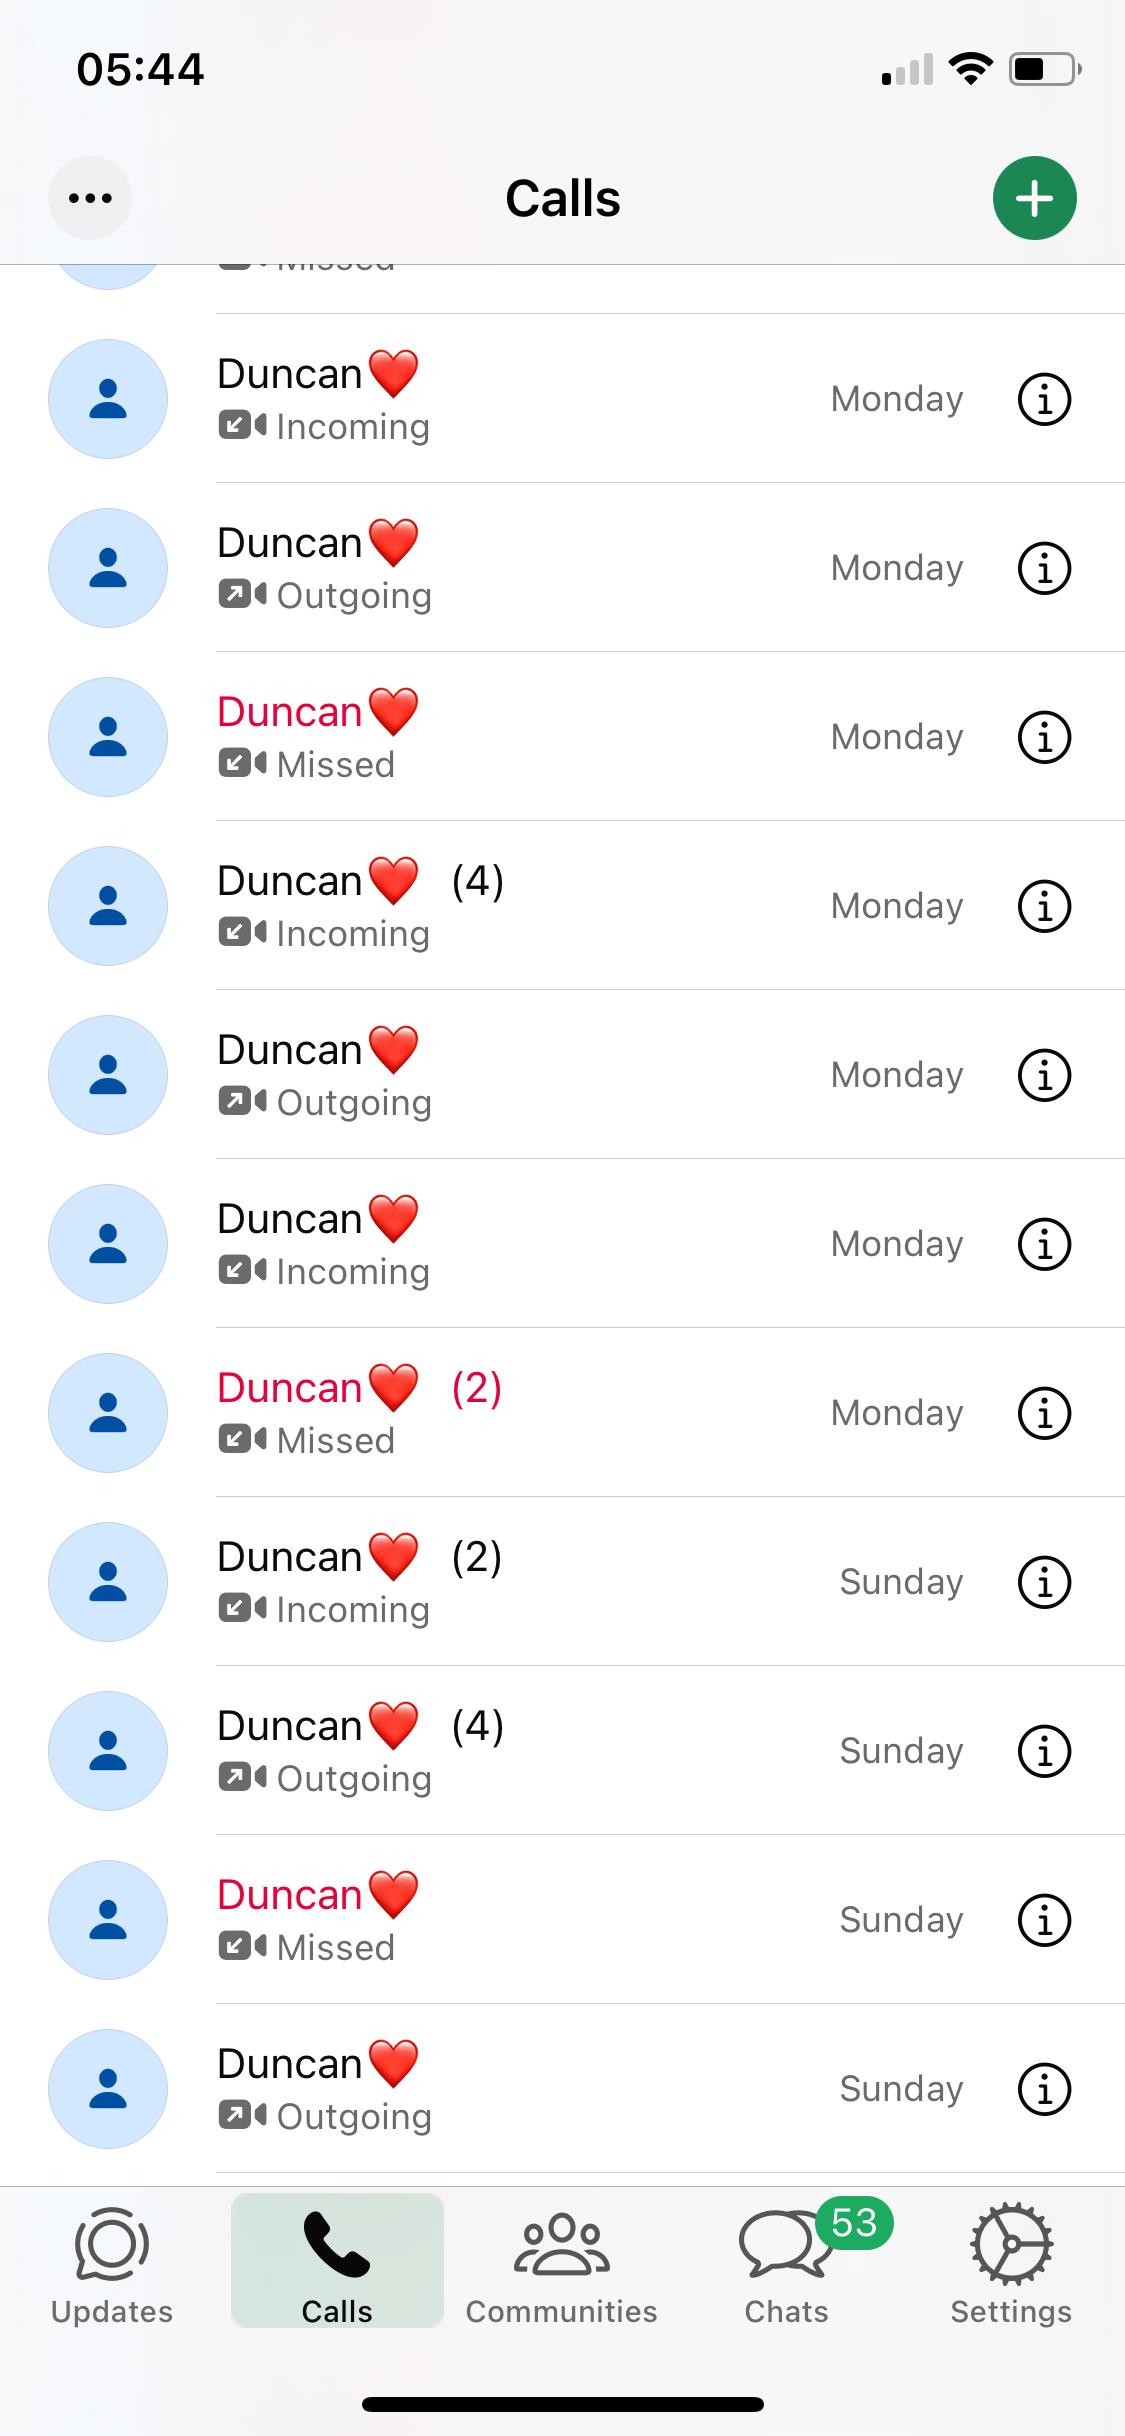 05:44
Calls
Missed
Duncan❤️
Incoming
Monday
Duncan❤️
Outgoing
Monday
Duncan❤️
Missed
Monday
Duncan❤️ (4)
Incoming
Monday
Duncan❤️
Outgoing
Monday
Duncan❤️
Incoming
Monday
Duncan❤️ (2)
Missed
Monday
Duncan❤️ (2)
Incoming
Sunday
Duncan❤️ (4)
Outgoing
Sunday
Duncan❤️
Missed
Sunday
Duncan❤️
Outgoing
Sunday
53
Updates
Calls
Communities
Chats
Settings